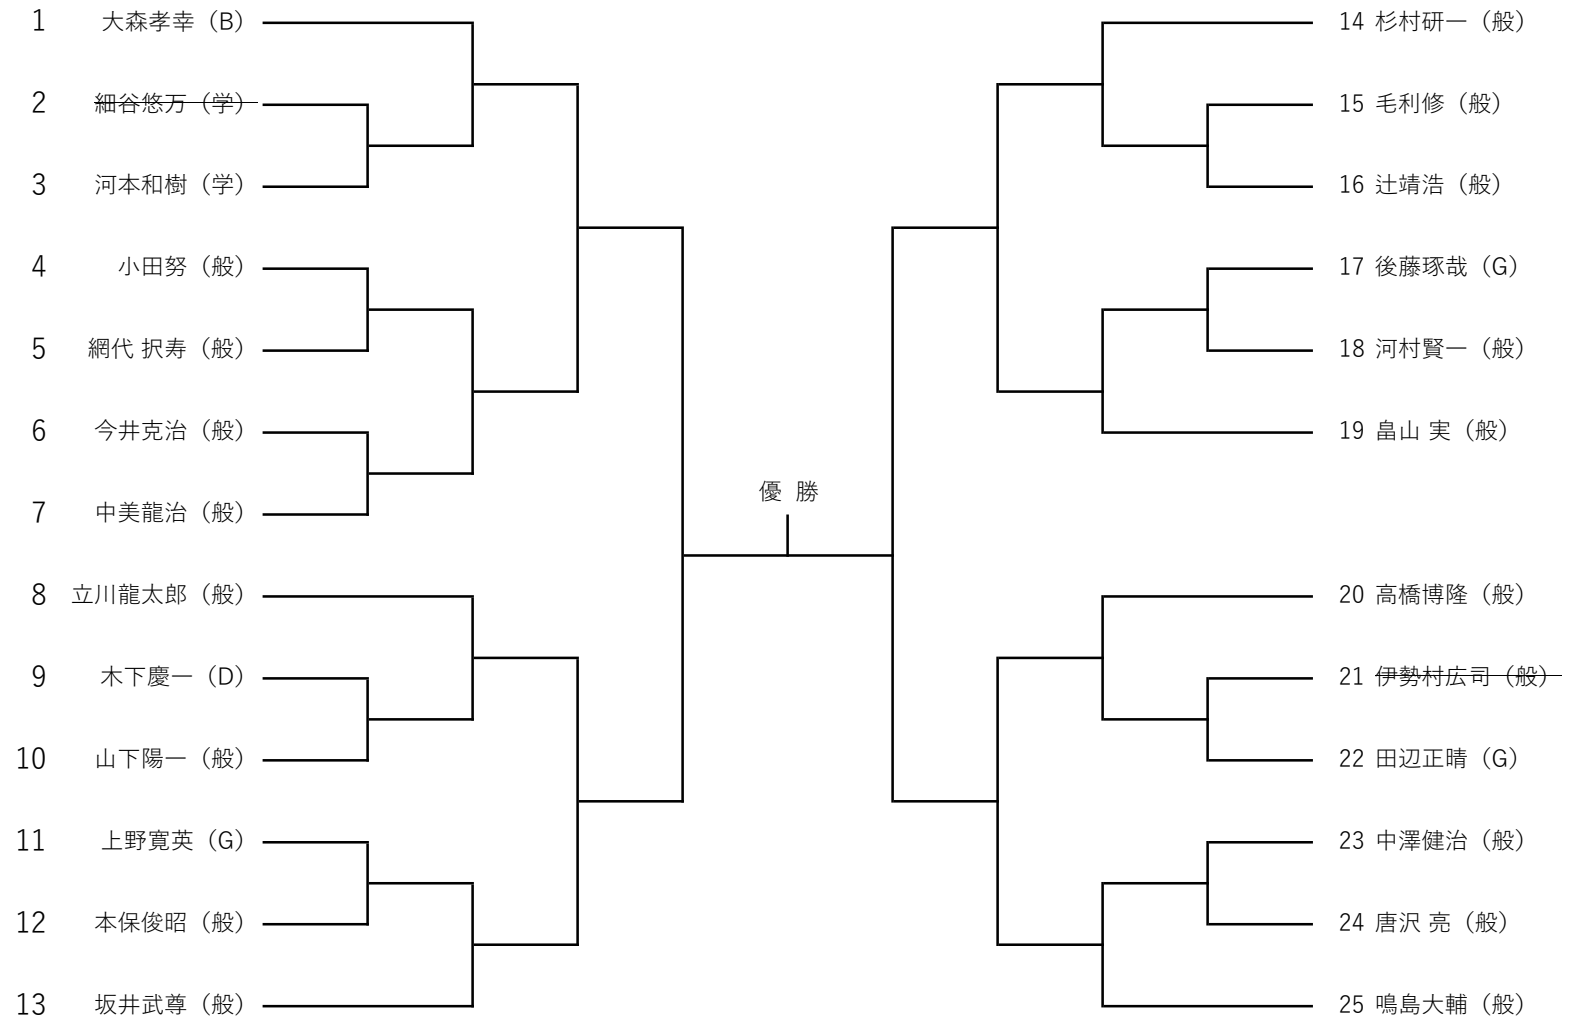 1 大森孝幸（B）
2 細谷悠万（学）
3 河本和樹（学）
4 小田努（般）
5 網代 択寿（般）
6 今井克治（般）
7 中美龍治（般）
8 立川龍太郎（般）
9 木下慶一（D）
10 山下陽一（般）
11 上野寛英（G）
12 本保俊昭（般）
13 坂井武尊（般）
優 勝
14 杉村研一（般）
15 毛利修（般）
16 辻靖浩（般）
17 後藤琢哉（G）
18 河村賢一（般）
19 畠山 実（般）
20 高橋博隆（般）
21 伊勢村広司（般）
22 田辺正晴（G）
23 中澤健治（般）
24 唐沢 亮（般）
25 鳴島大輔（般）